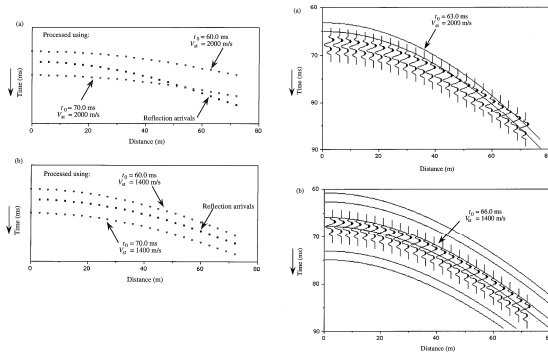 (a)
Processed using:
t0 = 60.0 ms
Vst = 2000 m/s
t0 = 70.0 ms
Vst = 2000 m/s
Reflection arrivals
Time (ms)
0 20 40 60 80
Distance (m)
(b)
Processed using:
t0 = 60.0 ms
Vst = 1400 m/s
Reflection arrivals
t0 = 70.0 ms
Vst = 1400 m/s
Time (ms)
0 20 40 60 80
Distance (m)
(a)
60
70
80
90
t0 = 63.0 ms
Vst = 2000 m/s
Time (ms)
0 20 40 60 80
Distance (m)
(b)
60
70
80
90
t0 = 66.0 ms
Vst = 1400 m/s
Time (ms)
0 20 40 60 80
Distance (m)